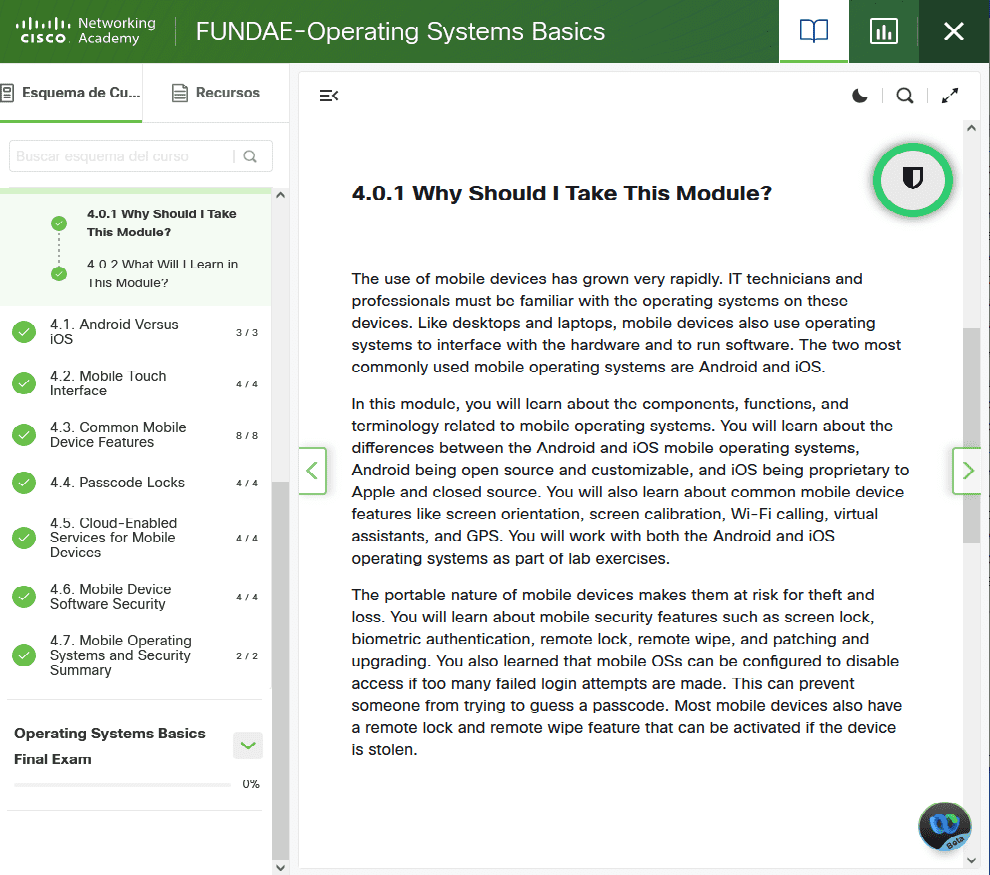 Networking
CISCO Academy
FUNDAE-Operating Systems Basics
Esquema de Cu...
Recursos
Buscar esquema del curso
4.0.1 Why Should I Take
This Module?
4.0.2 What Will I Learn in
This Module?
4.1. Android Versus
iOS
3 / 3
4.2. Mobile Touch
Interface
4 / 4
4.3. Common Mobile
Device Features
8 / 8
4.4. Passcode Locks
4 / 4
4.5. Cloud-Enabled
Services for Mobile
Devices
4 / 4
4.6. Mobile Device
Software Security
4 / 4
4.7. Mobile Operating
Systems and Security
Summary
2 / 2
Operating Systems Basics
Final Exam
0%
4.0.1 Why Should I Take This Module?
The use of mobile devices has grown very rapidly. IT technicians and
professionals must be familiar with the operating systems on these
devices. Like desktops and laptops, mobile devices also use operating
systems to interface with the hardware and to run software. The two most
commonly used mobile operating systems are Android and iOS.
In this module, you will learn about the components, functions, and
terminology related to mobile operating systems. You will learn about the
differences between the Android and iOS mobile operating systems,
Android being open source and customizable, and iOS being proprietary to
Apple and closed source. You will also learn about common mobile device
features like screen orientation, screen calibration, Wi-Fi calling, virtual
assistants, and GPS. You will work with both the Android and iOS
operating systems as part of lab exercises.
The portable nature of mobile devices makes them at risk for theft and
loss. You will learn about mobile security features such as screen lock,
biometric authentication, remote lock, remote wipe, and patching and
upgrading. You also learned that mobile OSs can be configured to disable
access if too many failed login attempts are made. This can prevent
someone from trying to guess a passcode. Most mobile devices also have
a remote lock and remote wipe feature that can be activated if the device
is stolen.
Beta